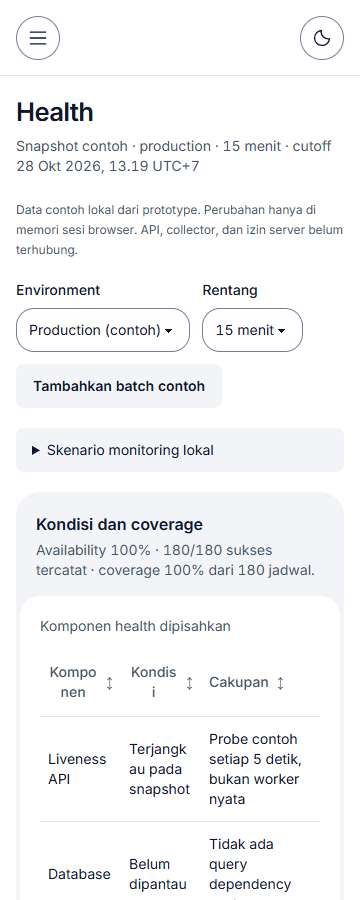 Health
Snapshot contoh · production · 15 menit · cutoff
28 Okt 2026, 13.19 UTC+7
Data contoh lokal dari prototype. Perubahan hanya di
memori sesi browser. API, collector, dan izin server belum
terhubung.
Environment
Rentang
Production (contoh)
15 menit
Tambahkan batch contoh
Skenario monitoring lokal
Kondisi dan coverage
Availability 100% · 180/180 sukses
tercatat · coverage 100% dari 180 jadwal.
Komponen health dipisahkan
Kompo
nen
Kondis
i
Cakupan
Liveness
API
Terjangk
au pada
snapshot
Probe contoh
setiap 5 detik,
bukan worker
nyata
Database
Belum
dipantau
Tidak ada
query
dependency